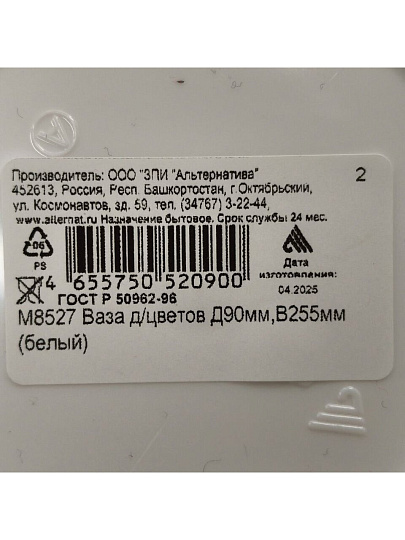 Производитель: ООО "ЗПИ "Альтернатива"
2
452613, Россия, Респ. Башкортостан, г.Октябрьский,
ул. Космонавтов, зд. 59, тел. (34767) 3-22-44,
www.alternat.ru Назначение бытовое. Срок службы 24 мес.
06
PS
Дата
изготовления:
04.2025
4 655750 520900
ГОСТ Р 50962-96
М8527 Ваза д/цветов Д90мм,В255мм
(белый)